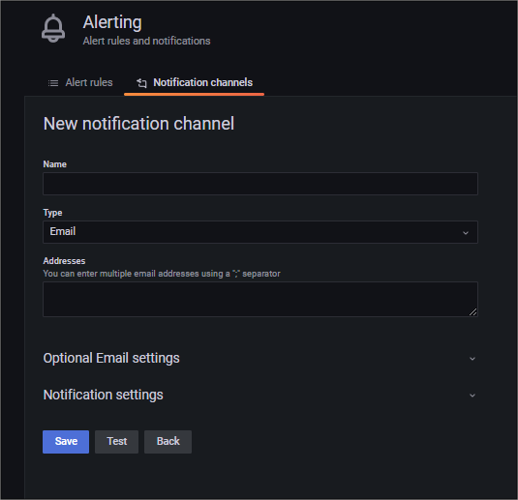 Alerting
Alert rules and notifications
Alert rules
Notification channels
New notification channel
Name
Type
Email
Addresses
You can enter multiple email addresses using a ";" separator
Optional Email settings
Notification settings
Save
Test
Back